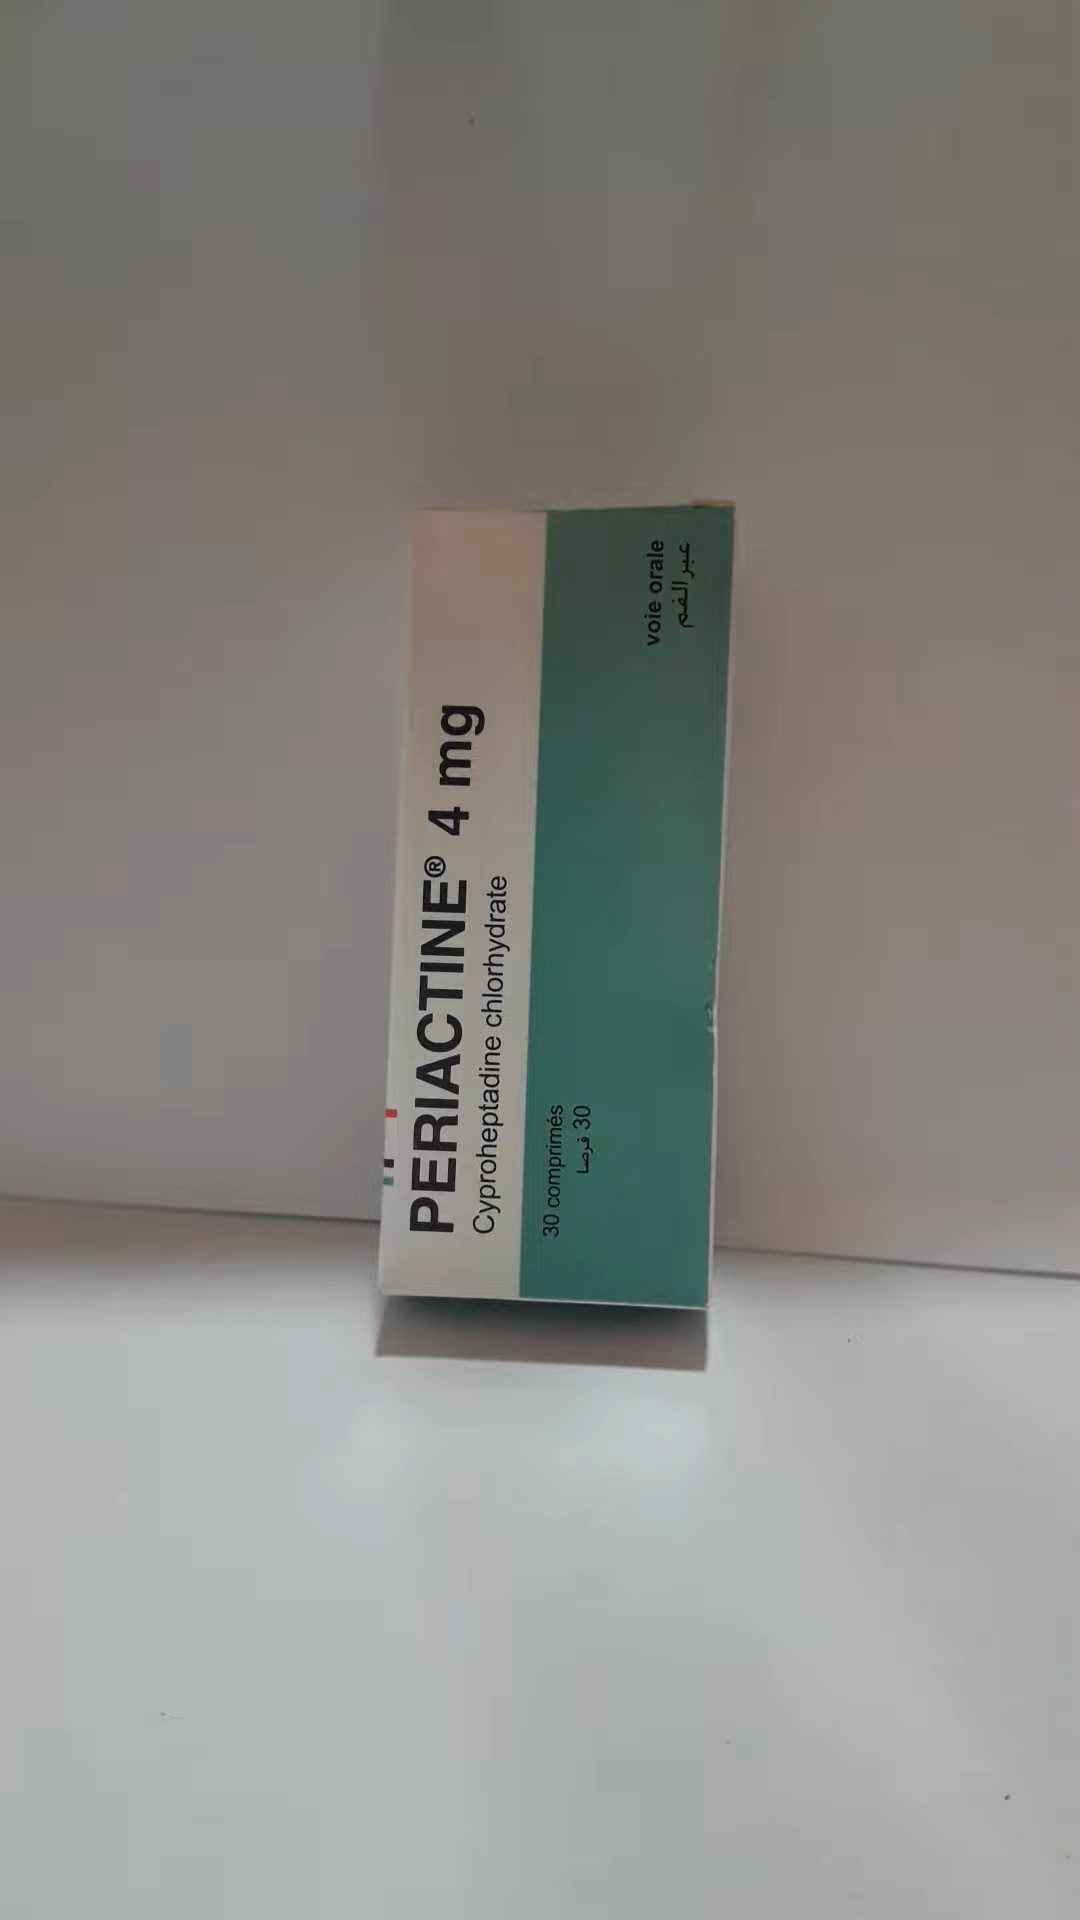 PERIACTINE® 4 mg
Cyproheptadine chlorhydrate
30 comprimés
30 قرصا
voie orale
عبر الفم